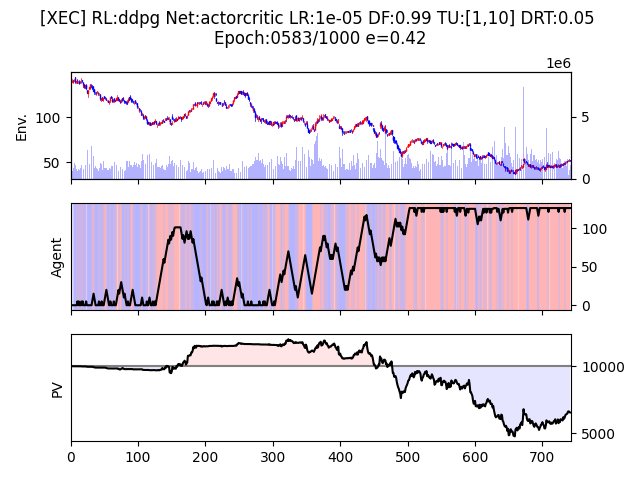 [XEC] RL:ddpg Net:actorcritic LR:1e-05 DF:0.99 TU:[1,10] DRT:0.05
Epoch:0583/1000 e=0.42
1e6
Env.
100
50
5
0
Agent
100
50
0
PV
10000
5000
0 100 200 300 400 500 600 700